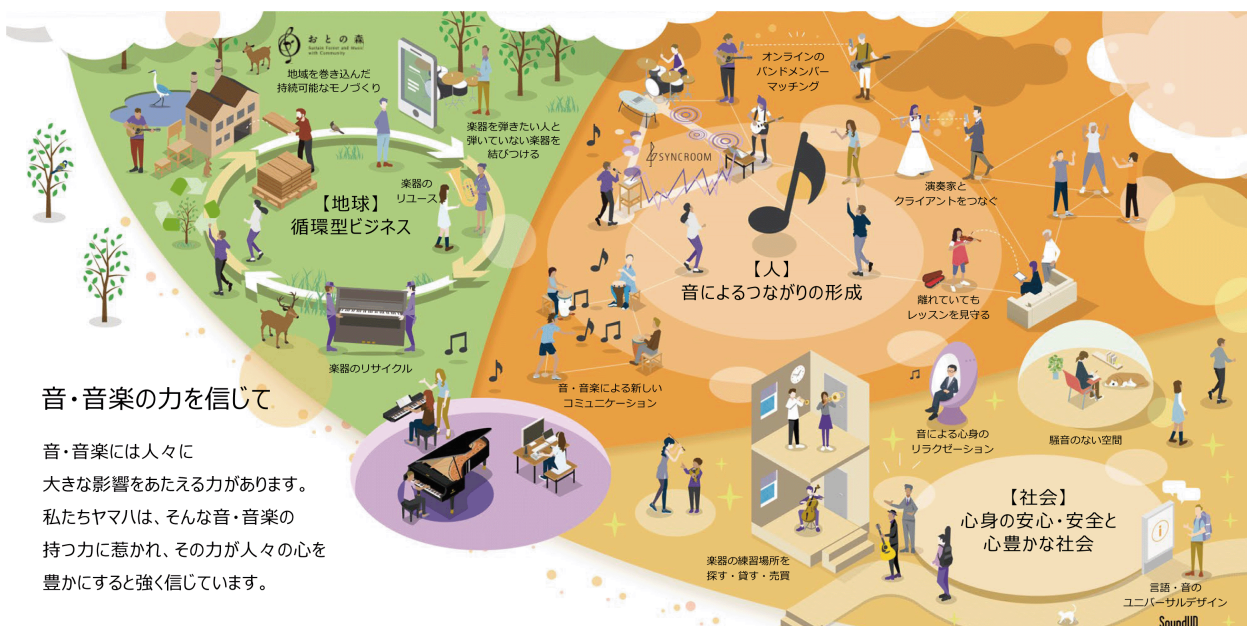 おとの森
Sustain Forest and Music
with Community
地域を巻き込んだ
持続可能なモノづくり
楽器を弾きたい人と
弾いていない楽器を
結びつける
楽器の
リユース
【地球】
循環型ビジネス
楽器のリサイクル
オンラインの
バンドメンバー
マッチング
SYNCROOM
演奏家と
クライアントをつなぐ
【人】
音によるつながりの形成
離れていても
レッスンを見守る
音・音楽による新しい
コミュニケーション
音・音楽の力を信じて
音・音楽には人々に
大きな影響をあたえる力があります。
私たちヤマハは、そんな音・音楽の
持つ力に惹かれ、その力が人々の心を
豊かにすると強く信じています。
音による心身の
リラクゼーション
騒音のない空間
【社会】
心身の安心・安全と
心豊かな社会
楽器の練習場所を
探す・貸す・売買
言語・音の
ユニバーサルデザイン
SoundUD